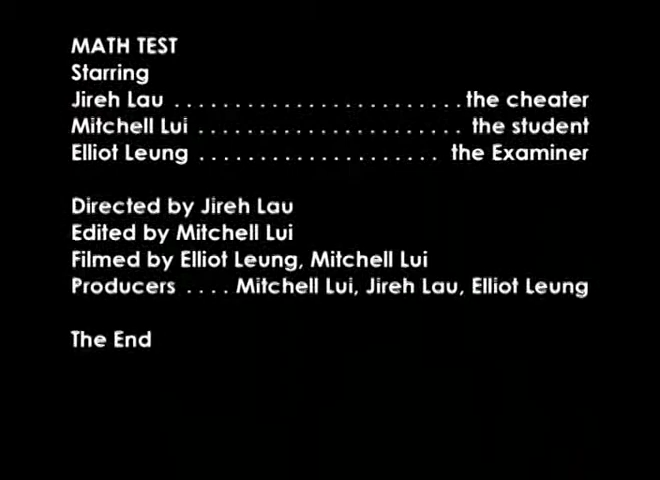 MATH TEST
Starring
Jireh Lau . . . . . . . . . . . . . . . . . . . . . . . . the cheater
Mitchell Lui . . . . . . . . . . . . . . . . . . . . . . the student
Elliot Leung . . . . . . . . . . . . . . . . . . . . the Examiner
Directed by Jireh Lau
Edited by Mitchell Lui
Filmed by Elliot Leung, Mitchell Lui
Producers . . . . Mitchell Lui, Jireh Lau, Elliot Leung
The End